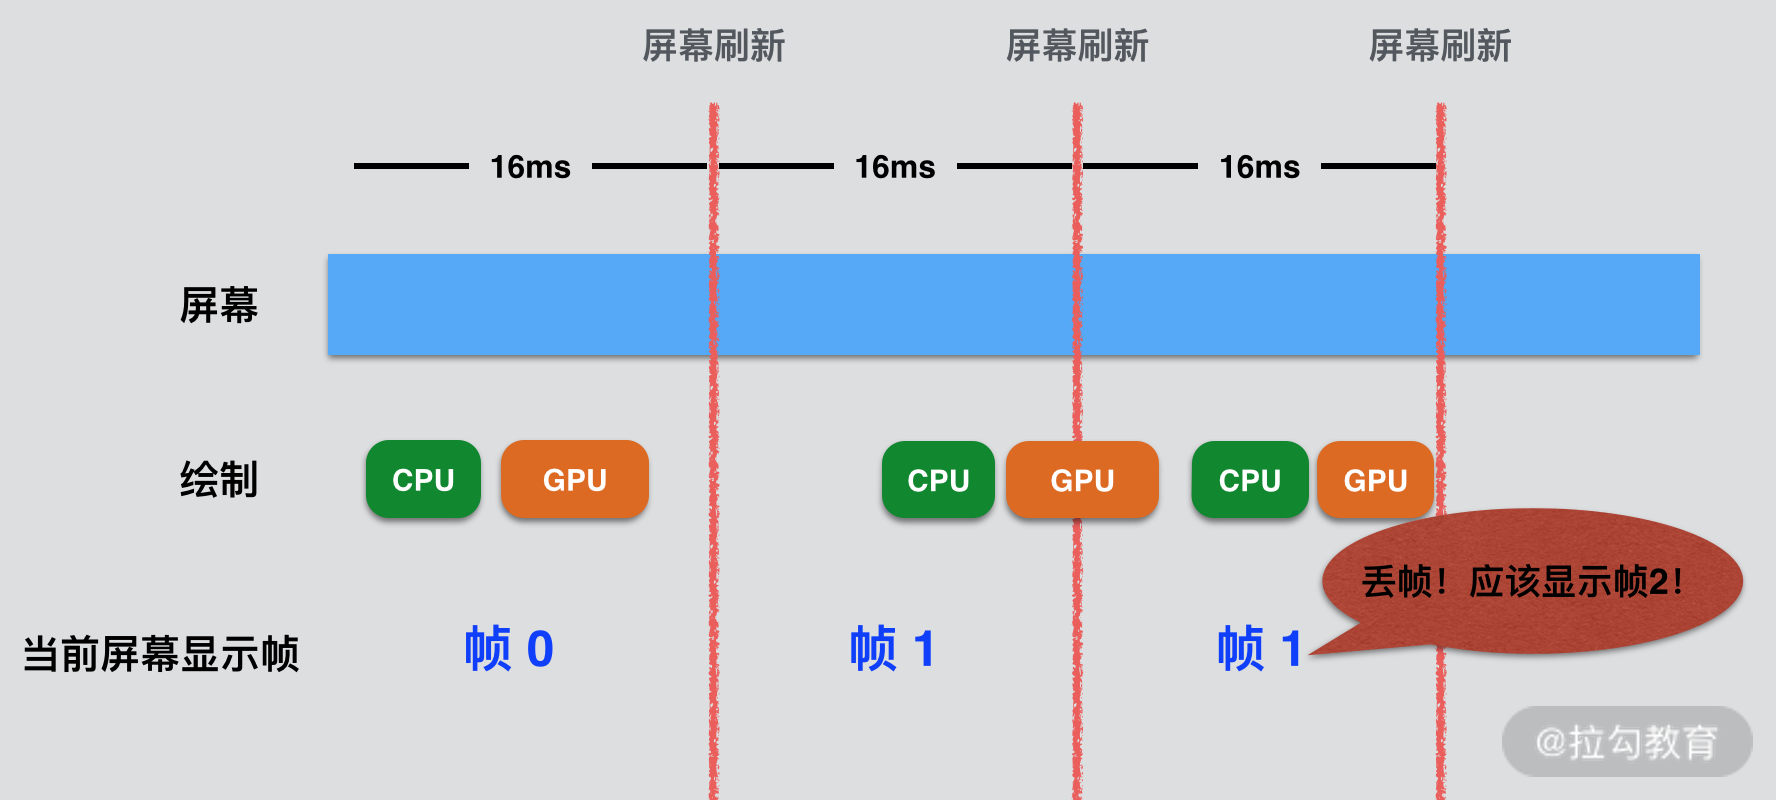 屏幕刷新
屏幕刷新
屏幕刷新
16ms
16ms
16ms
屏幕
绘制
CPU
GPU
CPU
GPU
CPU
GPU
丢帧！应该显示帧2！
当前屏幕显示帧
帧 0
帧 1
帧 1
@拉勾教育